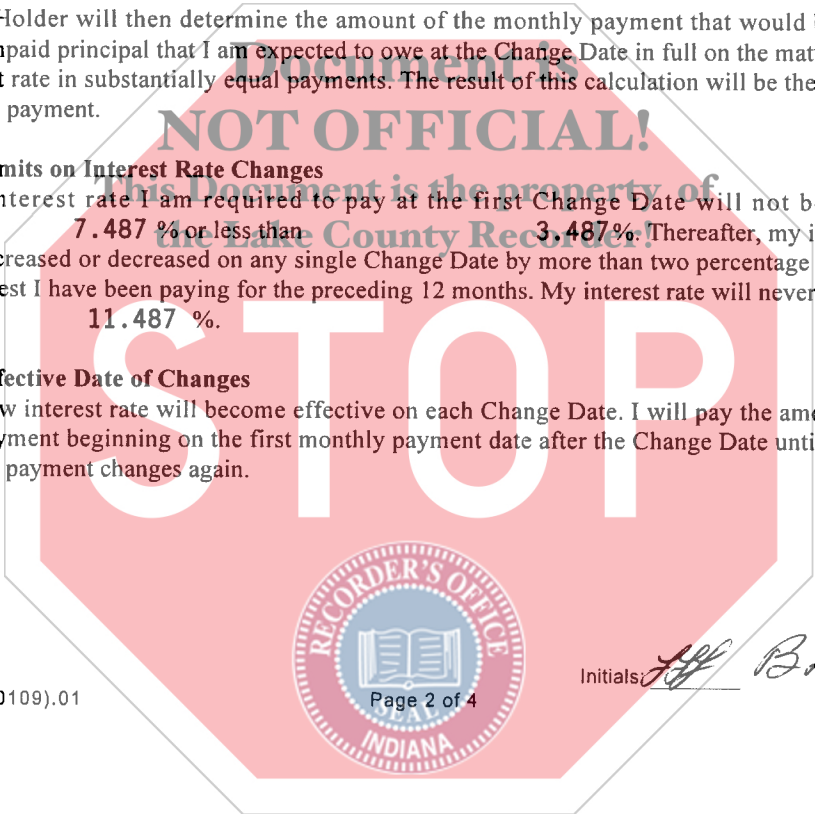 Holder will then determine the amount of the monthly payment that would
npaid principal that I am expected to owe at the Change Date in full on the mat
t rate in substantially equal payments. The result of this calculation will be the
payment.
Document is
NOT OFFICIAL!
This Document is the property of
the Lake County Recorder!
mits on Interest Rate Changes
nterest rate I am required to pay at the first Change Date will not b
7.487 % or less than 3.487%. Thereafter, my i
creased or decreased on any single Change Date by more than two percentage
est I have been paying for the preceding 12 months. My interest rate will never
11.487 %.
STOP
fective Date of Changes
w interest rate will become effective on each Change Date. I will pay the am
yment beginning on the first monthly payment date after the Change Date unti
payment changes again.
RECORDER'S OFFICE
SEAL
INDIANA
Initials:
0109).01
Page 2 of 4